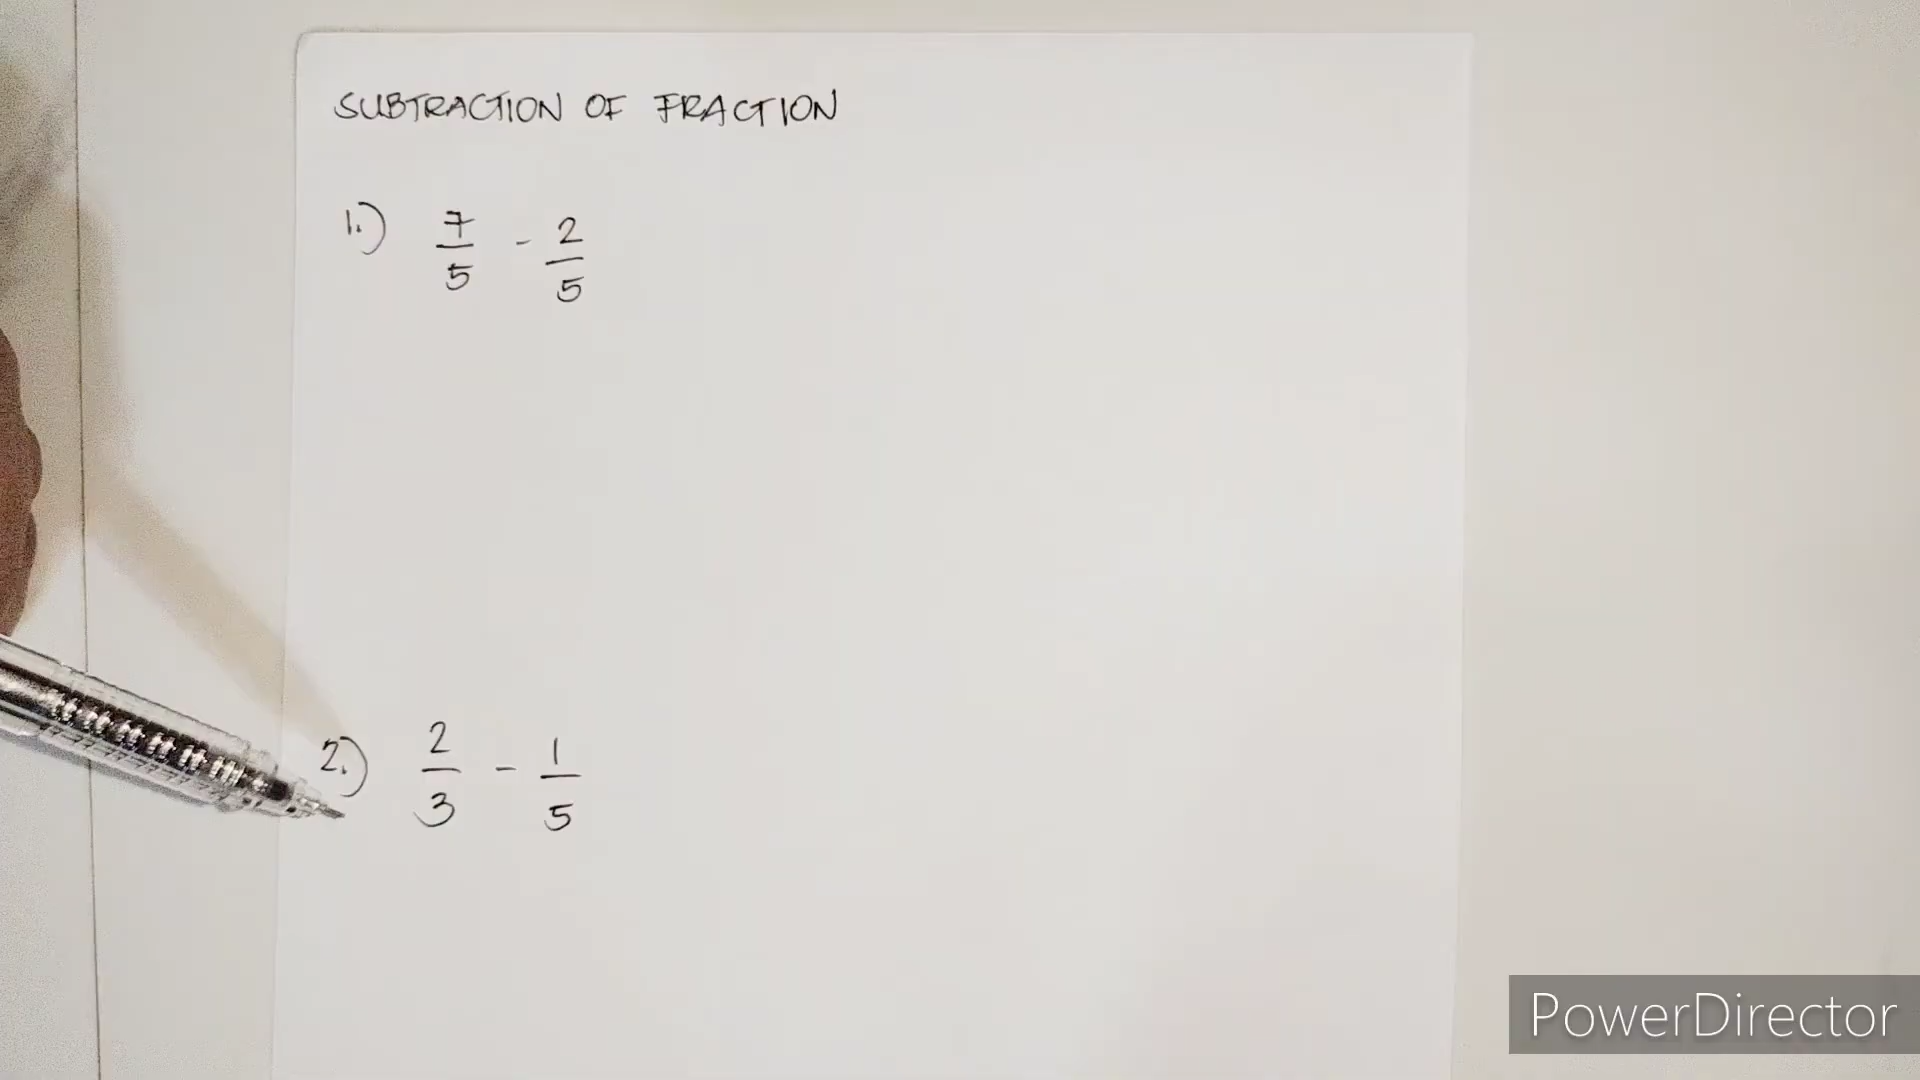 SUBTRACTION OF FRACTION
1.) 7/5 - 2/5
2.) 2/3 - 1/5
PowerDirector